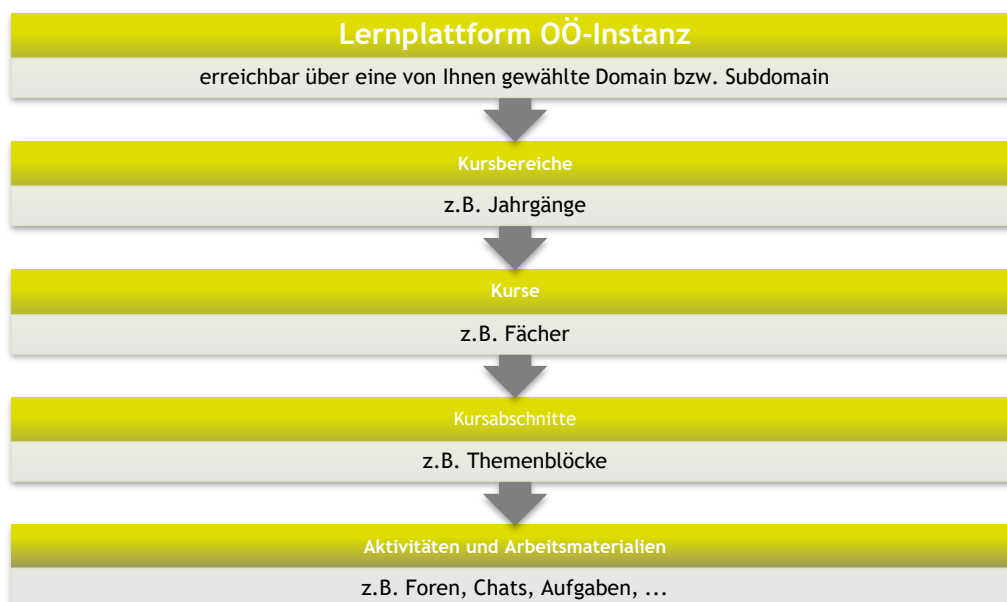 Lernplattform OÖ-Instanz
erreichbar über eine von Ihnen gewählte Domain bzw. Subdomain
Kursbereiche
z.B. Jahrgänge
Kurse
z.B. Fächer
Kursabschnitte
z.B. Themenblöcke
Aktivitäten und Arbeitsmaterialien
z.B. Foren, Chats, Aufgaben, ...